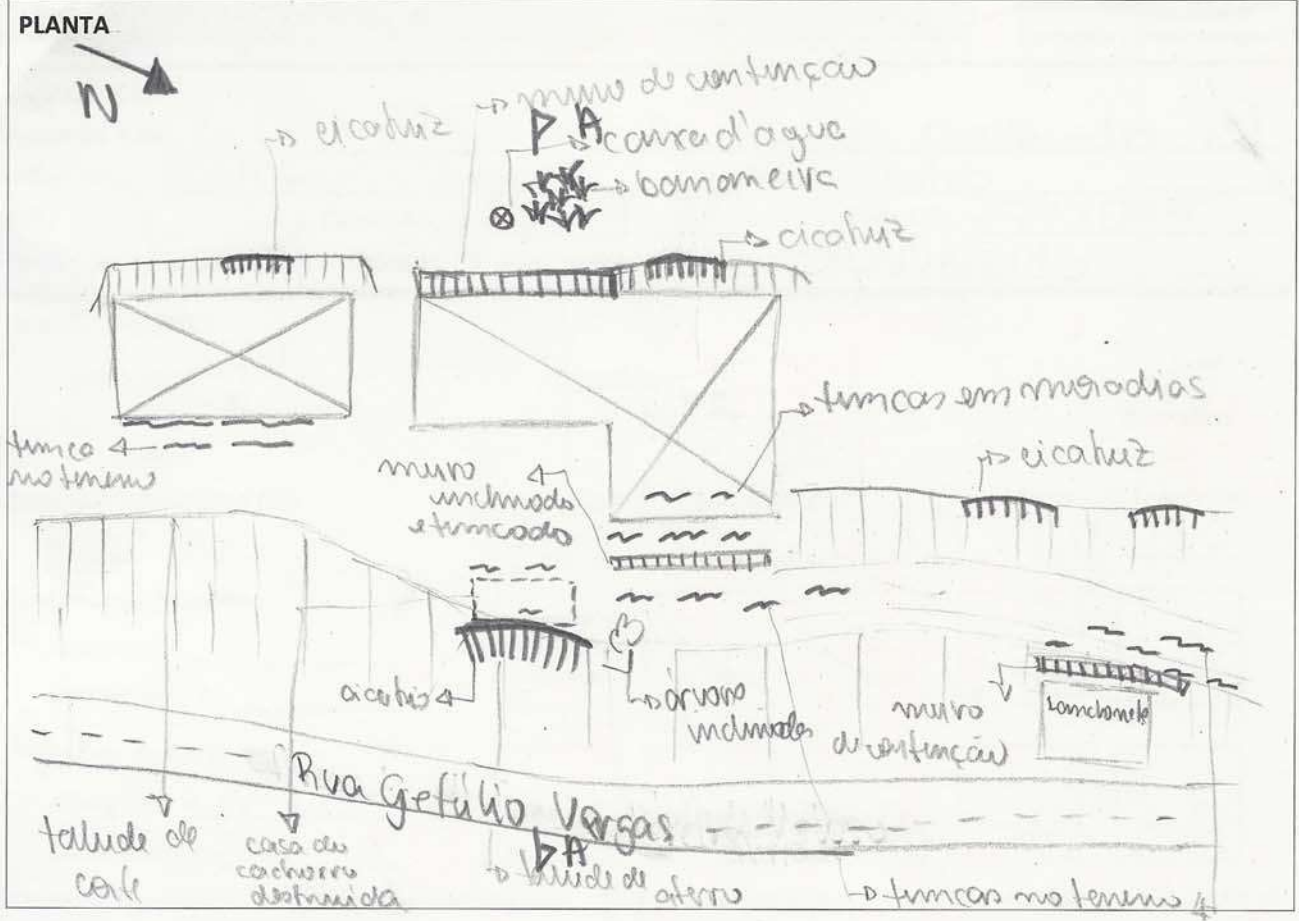 PLANTA
N
muro de contenção
cicatriz
A
caixa d'agua
bananeira
cicatriz
trincas em moradias
cicatriz
trinca
no terreno
muro
inclinado
e trincado
cicatriz
árvore
inclinada
muro
de contenção
Lanchonete
Rua Getúlio Vargas
talude de
corte
casa de
cachorro
destruida
A
talude de
aterro
trincas no terreno